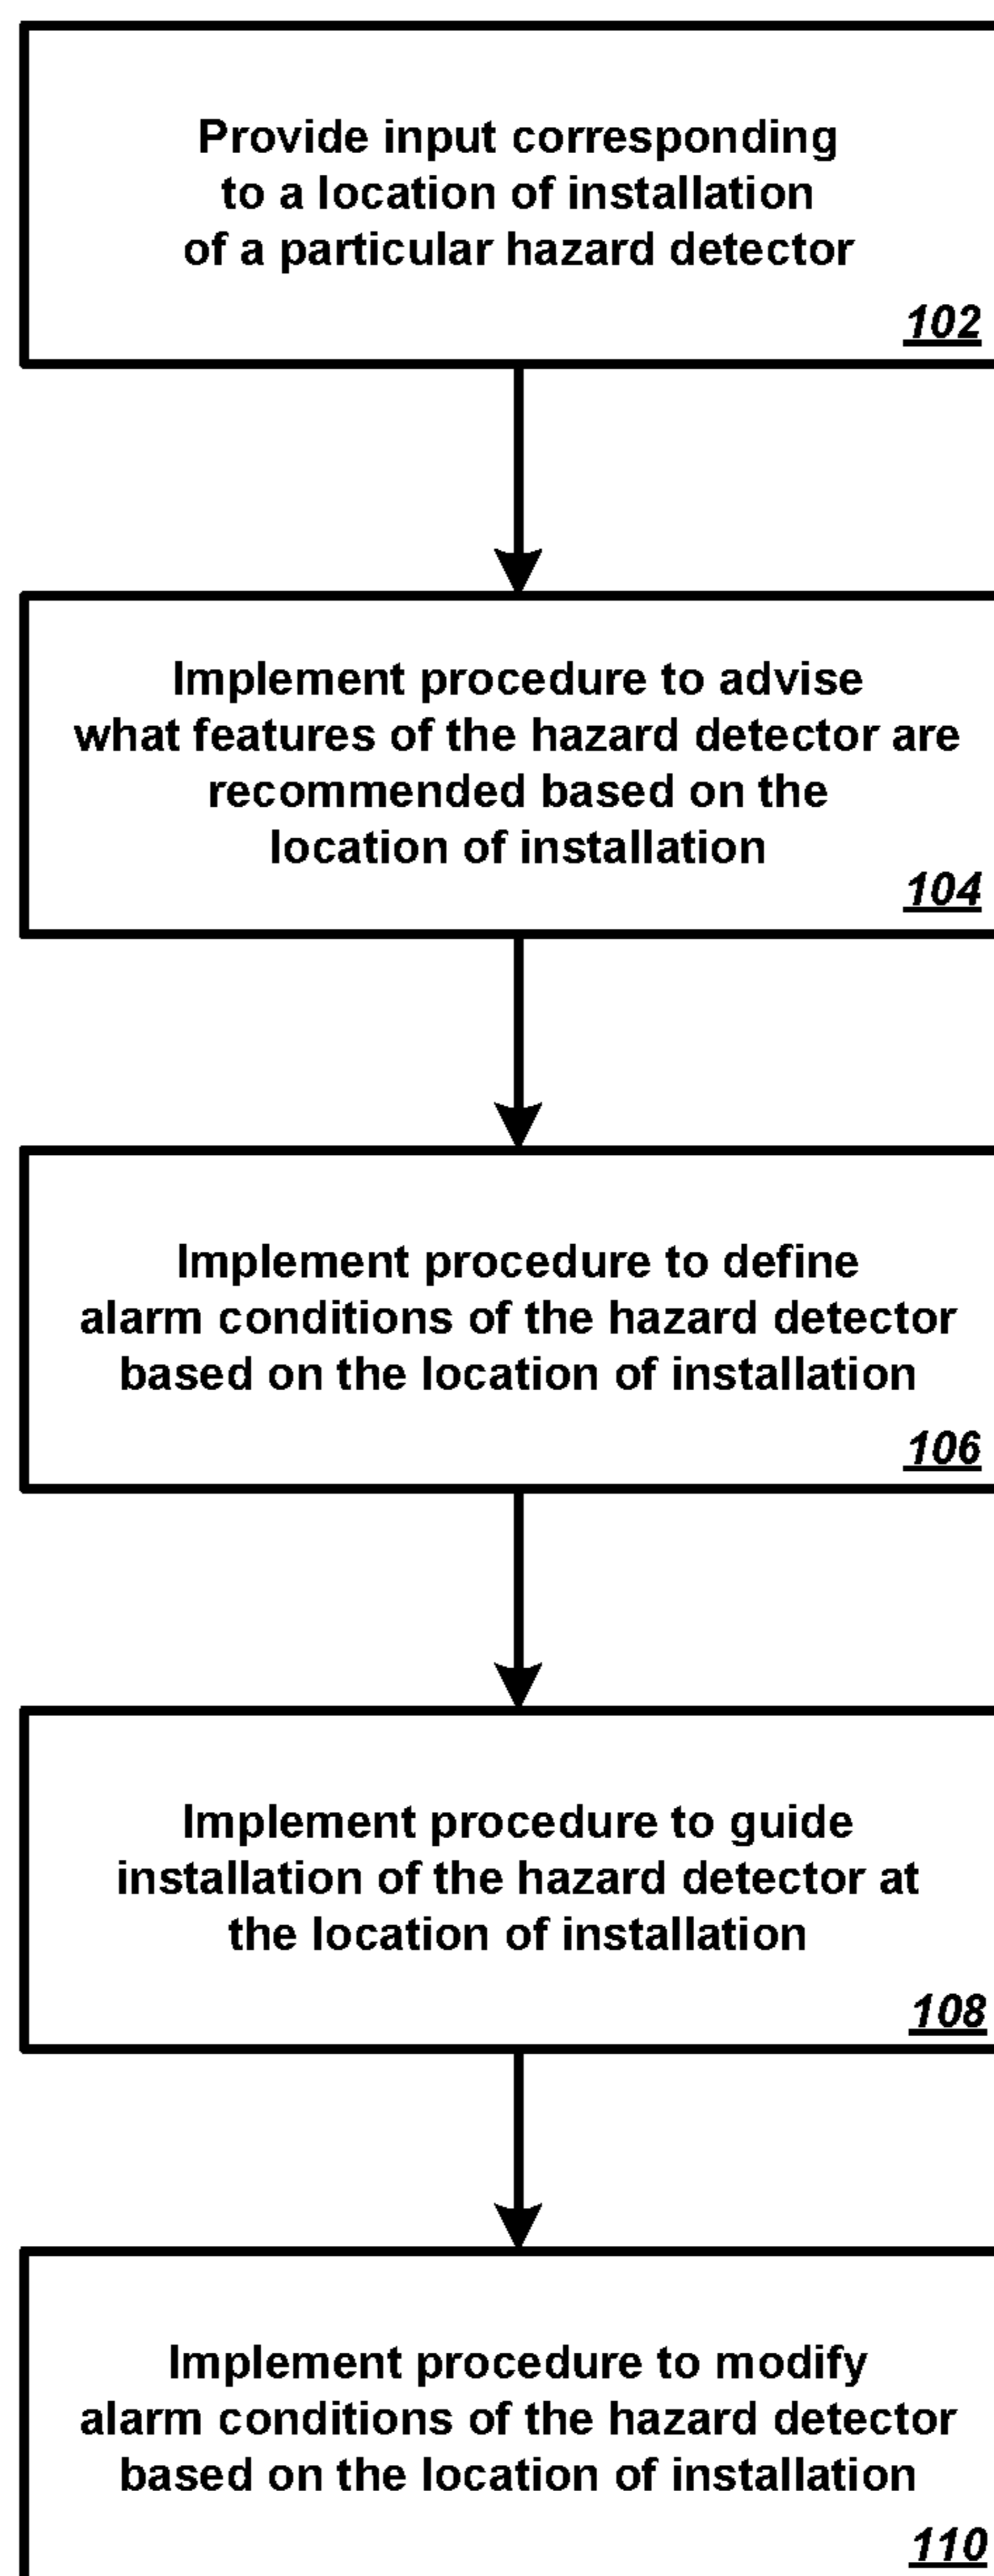 Provide input corresponding
to a location of installation
of a particular hazard detector
102
Implement procedure to advise
what features of the hazard detector are
recommended based on the
location of installation
104
Implement procedure to define
alarm conditions of the hazard detector
based on the location of installation
106
Implement procedure to guide
installation of the hazard detector at
the location of installation
108
Implement procedure to modify
alarm conditions of the hazard detector
based on the location of installation
110